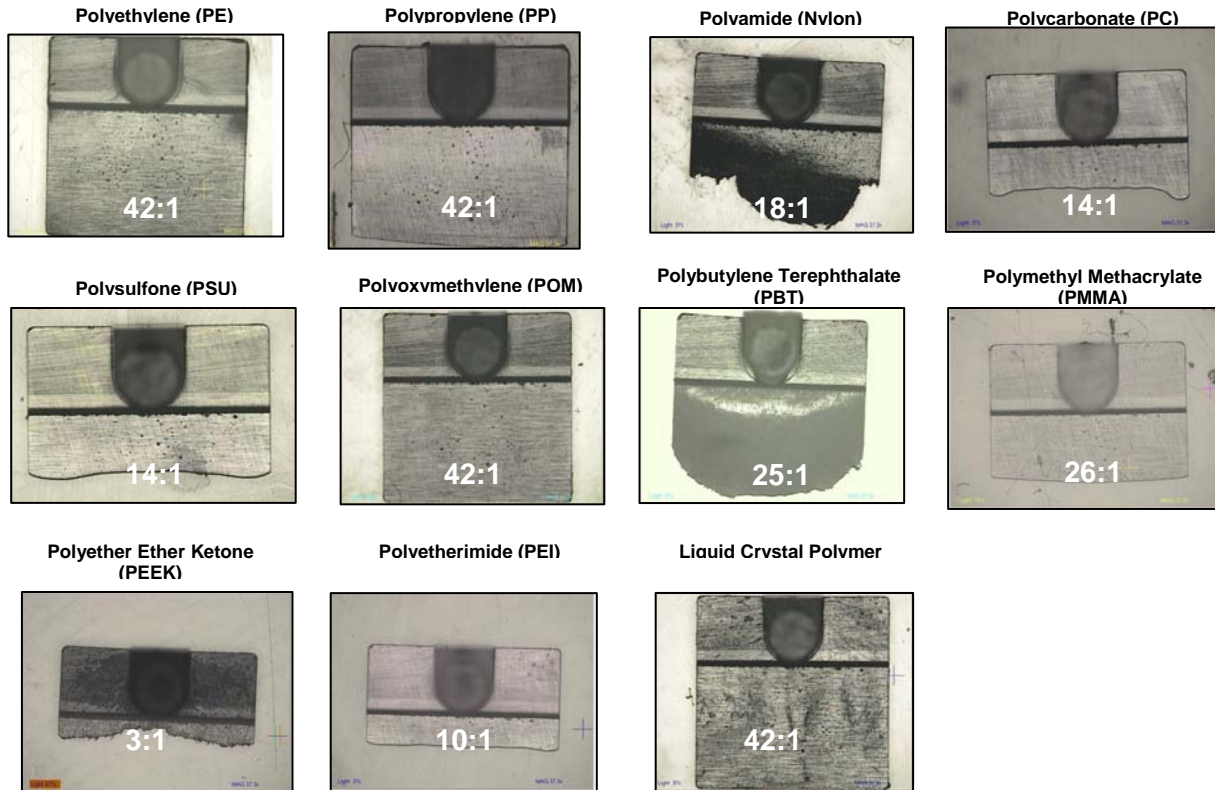 Polyethylene (PE)
Polypropylene (PP)
Polyamide (Nylon)
Polycarbonate (PC)
42:1
42:1
18:1
14:1
Polysulfone (PSU)
Polyoxymethylene (POM)
Polybutylene Terephthalate
(PBT)
Polymethyl Methacrylate
(PMMA)
14:1
42:1
25:1
26:1
Polyether Ether Ketone
(PEEK)
Polyetherimide (PEI)
Liquid Crystal Polymer
3:1
10:1
42:1